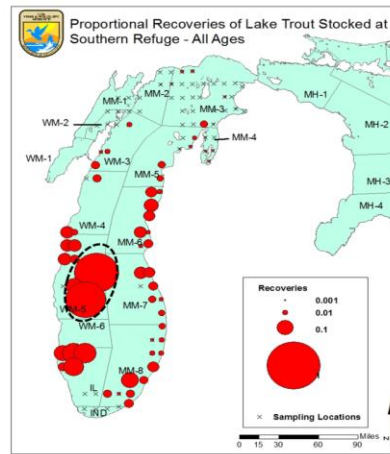 Proportional Recoveries of Lake Trout Stocked at
Southern Refuge - All Ages
MM-1
MM-2
MH-1
WM-2
MM-3
MH-2
MM-4
WM-1
WM-3
MM-5
MH-3
MH-4
WM-4
MM-6
WM-5
MM-7
WM-6
MM-8
IL
IND
Recoveries
0.001
0.01
0.1
1
Sampling Locations
Miles
0 15 30 60 90
N